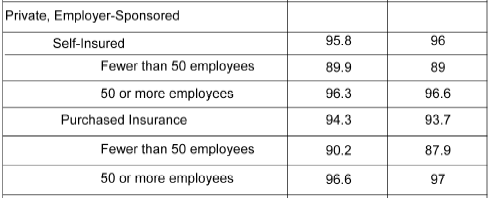 Private, Employer-Sponsored
Self-Insured 95.8 96
Fewer than 50 employees 89.9 89
50 or more employees 96.3 96.6
Purchased Insurance 94.3 93.7
Fewer than 50 employees 90.2 87.9
50 or more employees 96.6 97